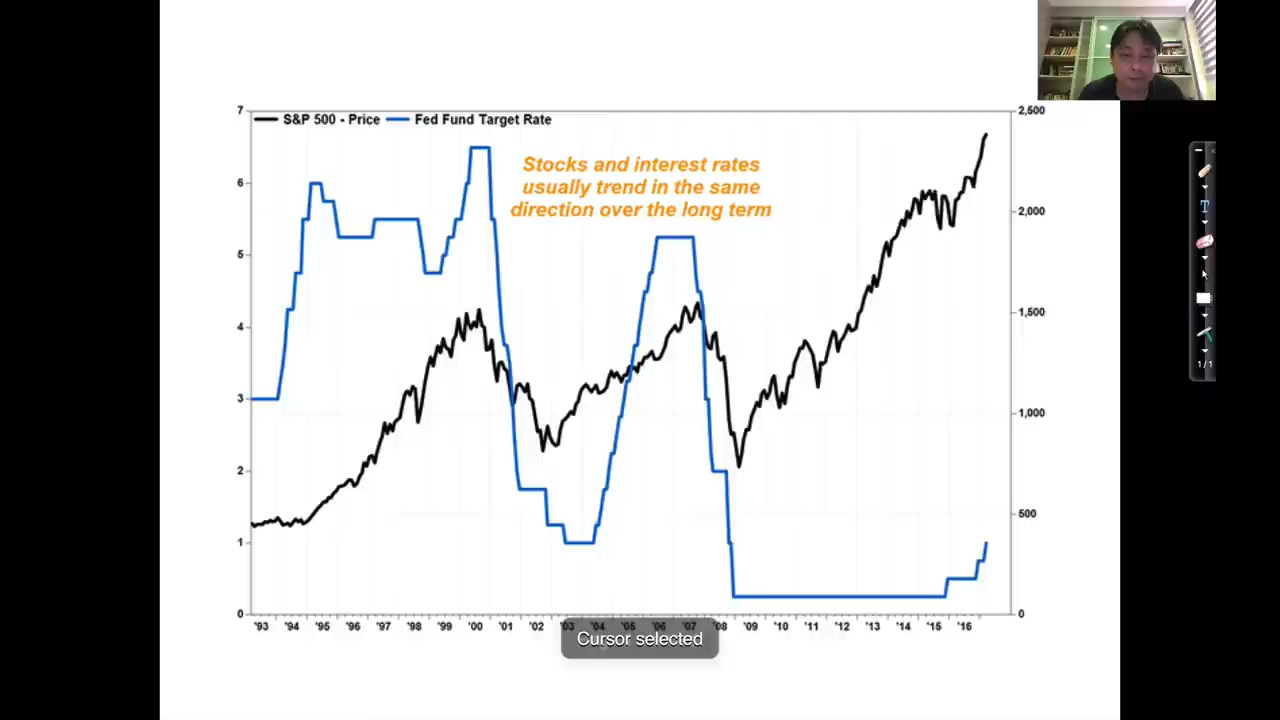 7
2,500
S&P 500 - Price
Fed Fund Target Rate
Stocks and interest rates
usually trend in the same
direction over the long term
6
2,000
5
1,500
4
3
1,000
2
500
1
0
0
'93 '94 '95 '96 '97 '98 '99 '00 '01 '02 '03 '04 '05 '06 '07 '08 '09 '10 '11 '12 '13 '14 '15 '16
Cursor selected
T
1/1